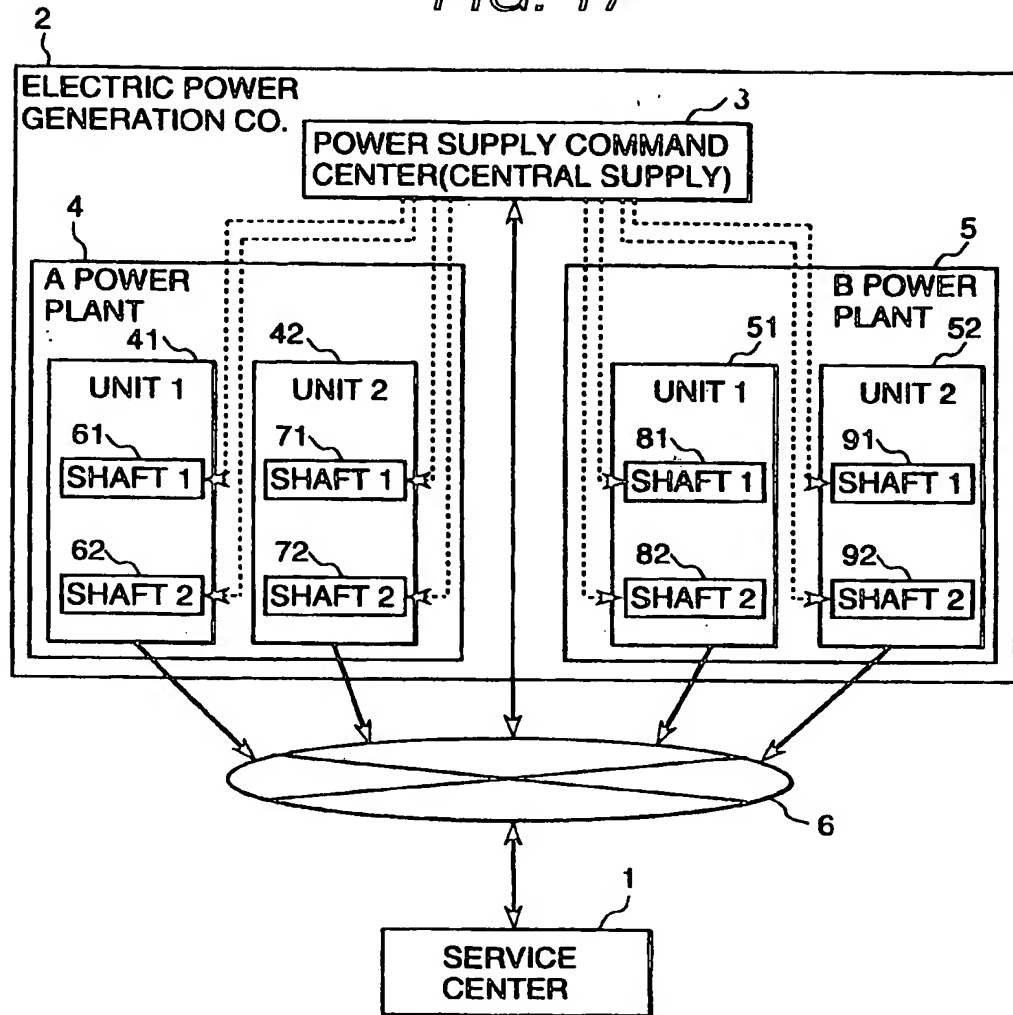 FIG. 17
2
ELECTRIC POWER
GENERATION CO.
3
POWER SUPPLY COMMAND
CENTER(CENTRAL SUPPLY)
4
A POWER
PLANT
5
B POWER
PLANT
41
UNIT 1
42
UNIT 2
51
UNIT 1
52
UNIT 2
61
SHAFT 1
71
SHAFT 1
81
SHAFT 1
91
SHAFT 1
62
SHAFT 2
72
SHAFT 2
82
SHAFT 2
92
SHAFT 2
6
1
SERVICE
CENTER